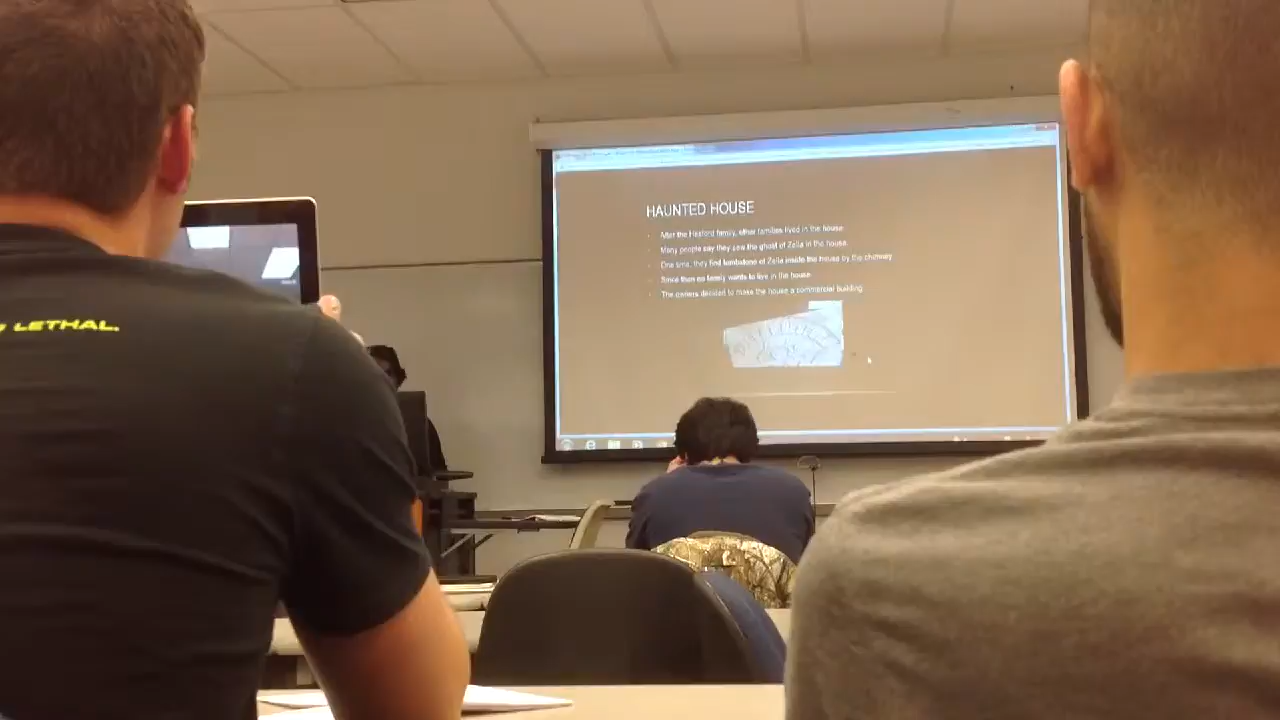 HAUNTED HOUSE
After the Hexford family, other families lived in the house.
Many people say they saw the ghost of Zella in the house.
One time, they find tombstone of Zella inside the house by the chimney
Since then no family wants to live in the house.
The owners decided to make the house a commercial building
LETHAL.